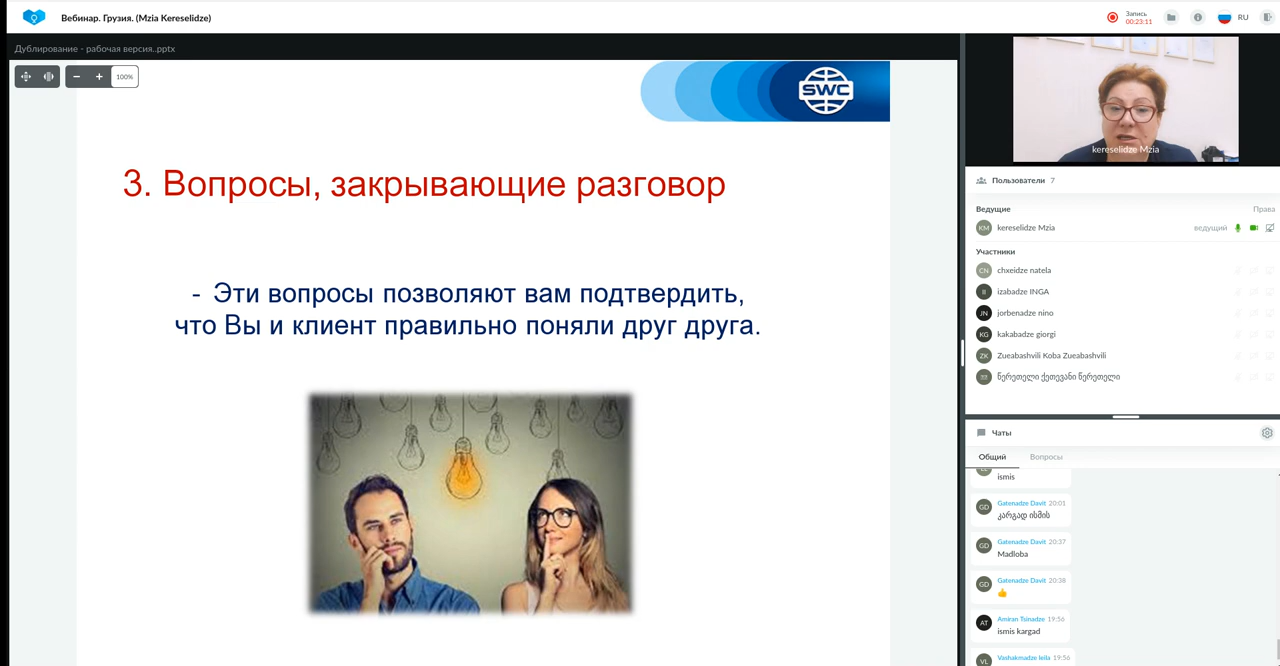 Вебинар. Грузия. (Mzia Kereselidze)
Запись
00:23:11
RU
Дублирование - рабочая версия..pptx
100%
SWC
3. Вопросы, закрывающие разговор
- Эти вопросы позволяют вам подтвердить,
что Вы и клиент правильно поняли друг друга.
kereselidze Mzia
Пользователи 7
Ведущие Права
KM kereselidze Mzia ведущий
Участники
CN chxeidze natela
II izabadze INGA
JN jorbenadze nino
KG kakabadze giorgi
ZK Zueabashvili Koba Zueabashvili
წერეთელი ქეთევანი წერეთელი
Чаты
Общий Вопросы
ismis
GD Gatenadze Davit 20:01
კარგად ისმის
GD Gatenadze Davit 20:37
Madloba
GD Gatenadze Davit 20:38
👍
AT Amiran Tsinadze 19:56
ismis kargad
VL Vashakmadze leila 19:56